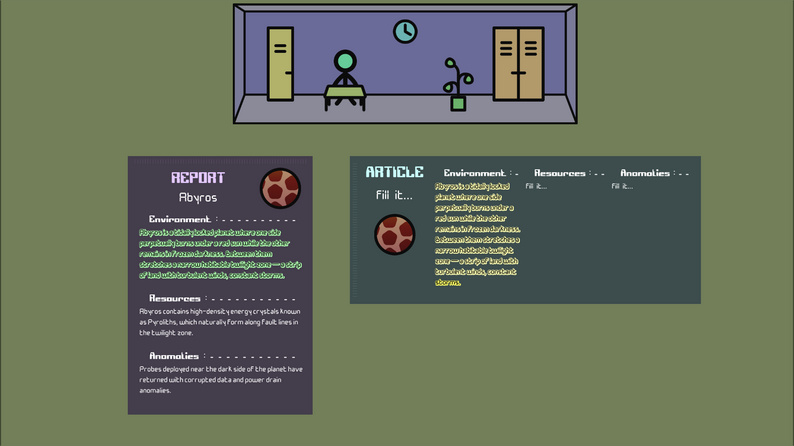 REPORT
Abyros
Environment : - - - - - - - - - -
Abyros is a tidally locked planet where one side
perpetually burns under a red sun while the other
remains in frozen darkness. Between them
stretches a narrow habitable twilight zone — a strip
of land with turbulent winds, constant storms.
Resources : - - - - - - - - - -
Abyros contains high-density energy crystals known
as Pyroliths, which naturally form along fault lines in
the twilight zone.
Anomalies : - - - - - - - - - -
Probes deployed near the dark side of the planet have
returned with corrupted data and power drain
anomalies.
ARTICLE
Fill it...
Environment : -
Abyros is a tidally locked
planet where one side
perpetually burns under a
red sun while the other
remains in frozen darkness.
Between them stretches a
narrow habitable twilight
zone — a strip of land with
turbulent winds, constant
storms.
Resources : - -
Fill it...
Anomalies : - -
Fill it...